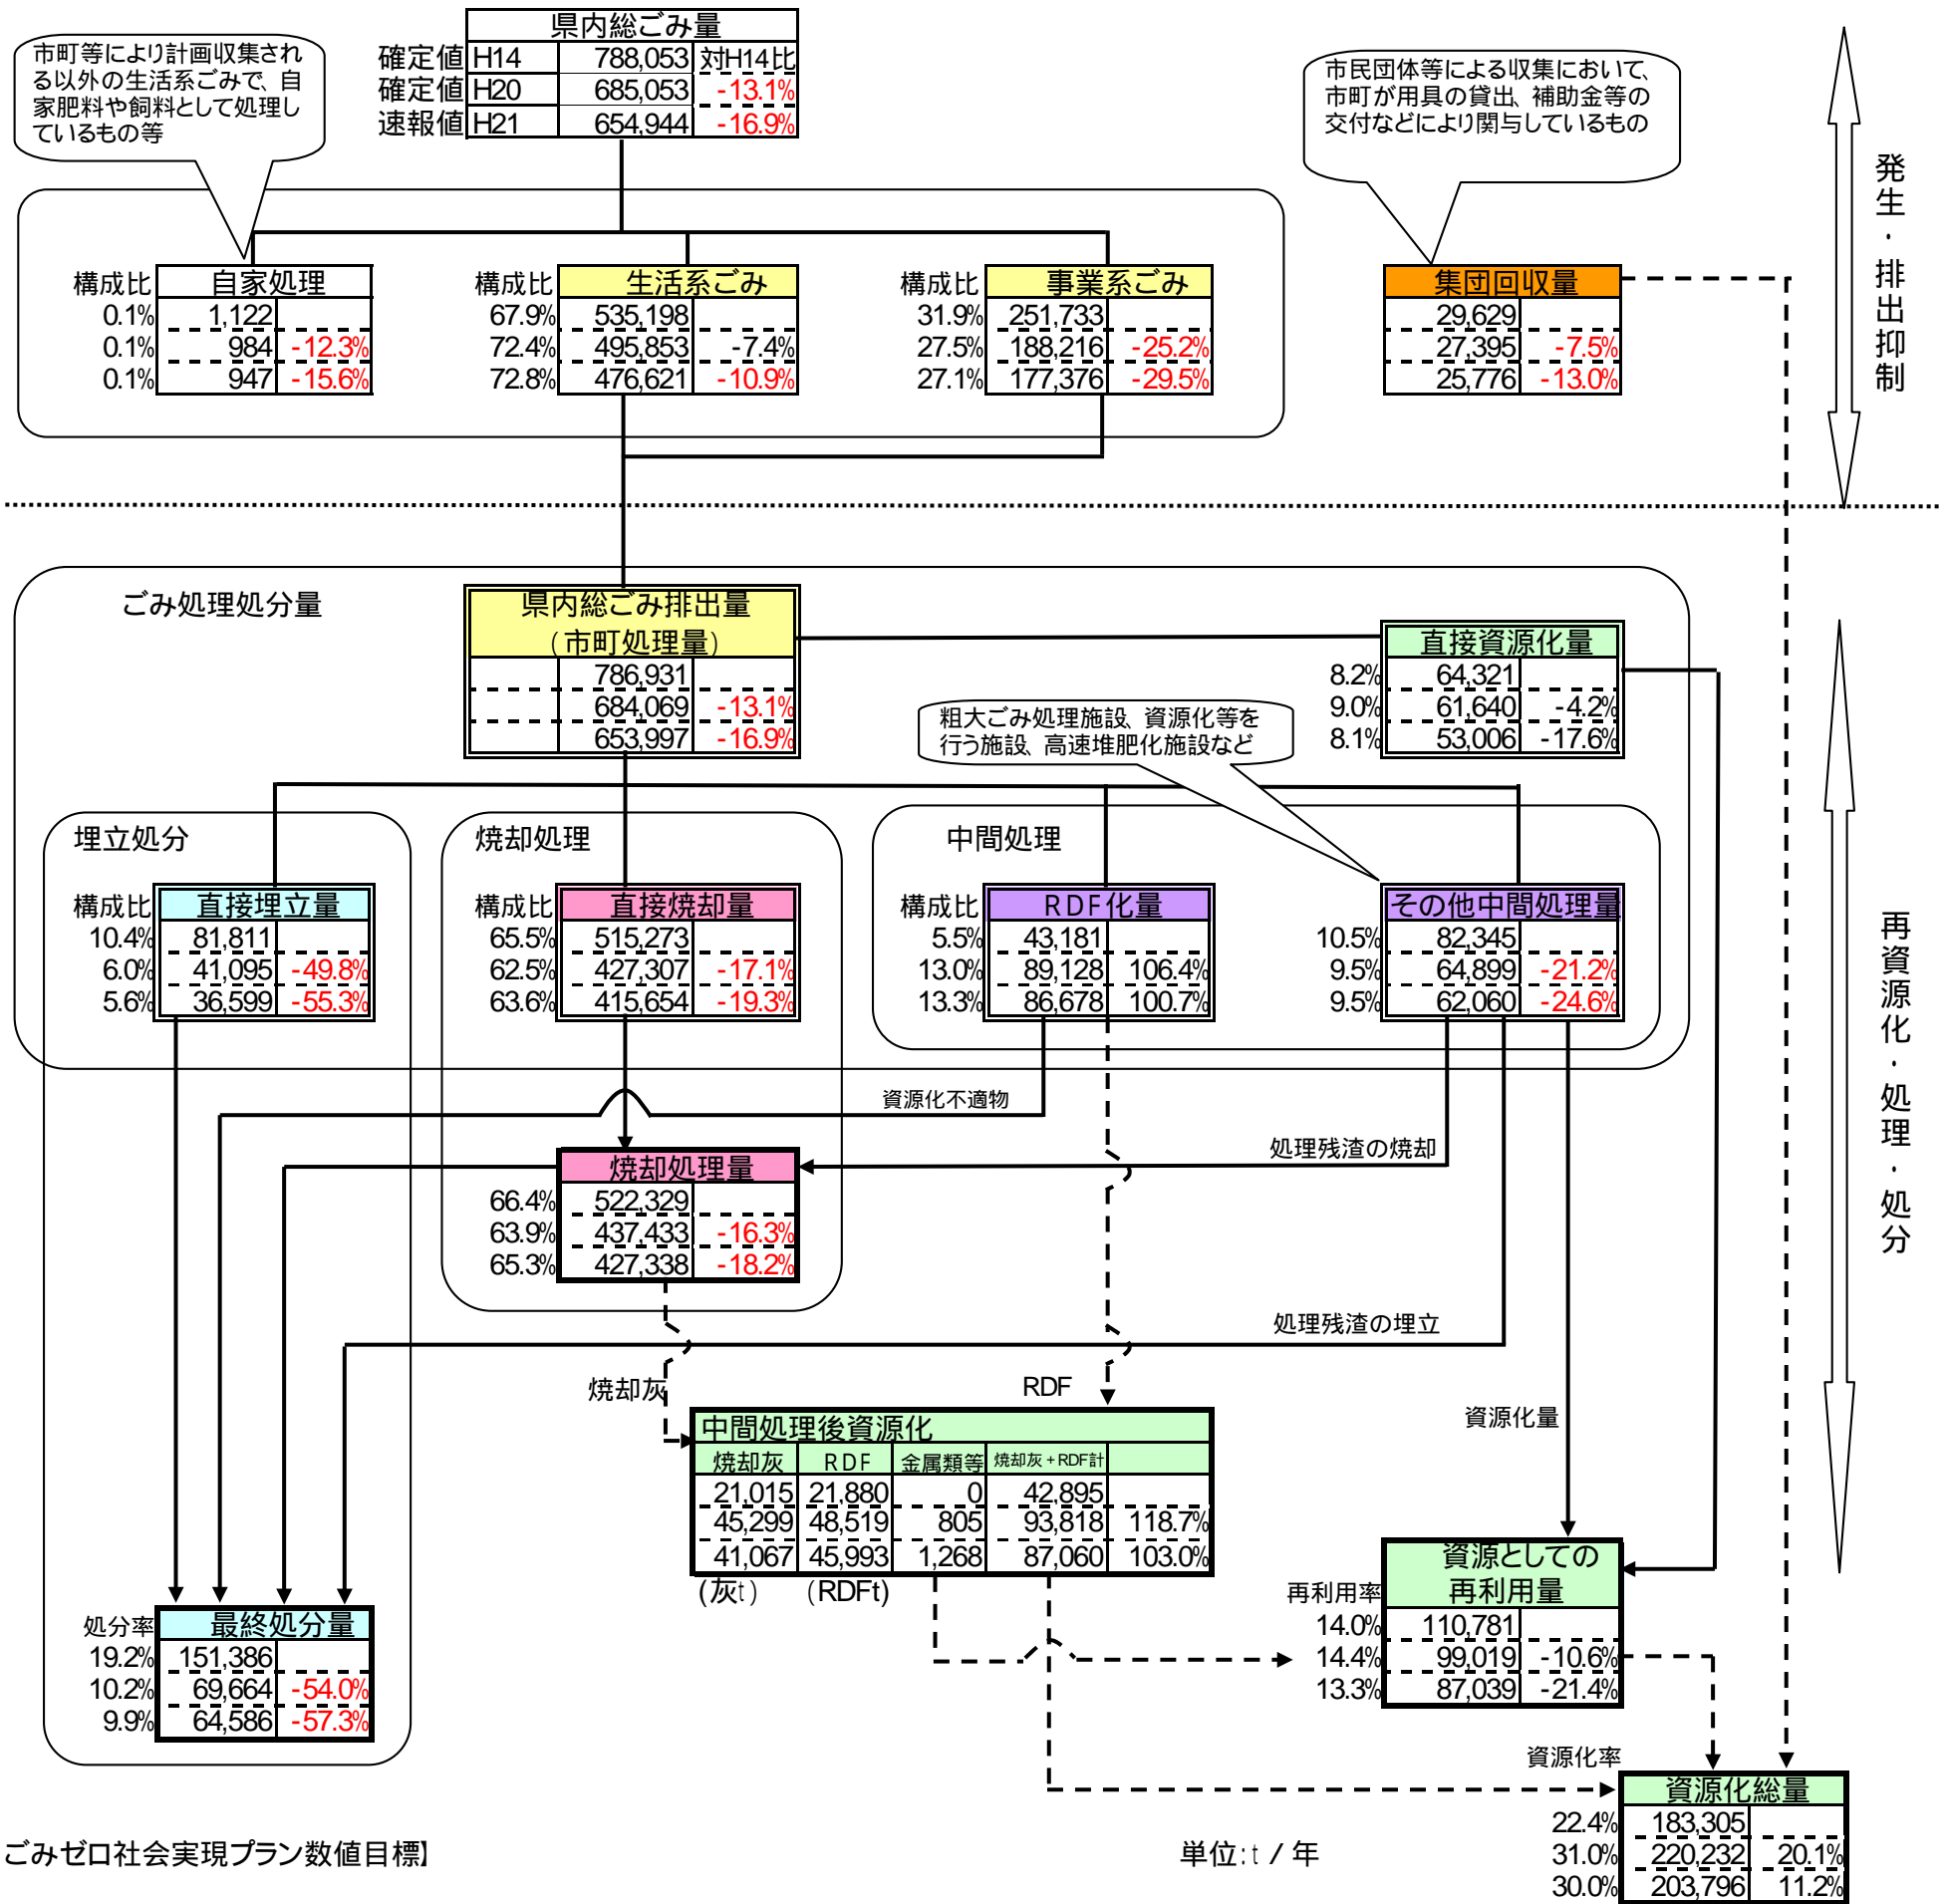 県内総ごみ量
確定値 H14 788,053 対H14比
確定値 H20 685,053 -13.1%
速報値 H21 654,944 -16.9%
市町等により計画収集され
る以外の生活系ごみで、自
家肥料や飼料として処理し
ているもの等
市民団体等による収集において、
市町が用具の貸出、補助金等の
交付などにより関与しているもの
発生・排出抑制
構成比 自家処理
0.1% 1,122
0.1% 984 -12.3%
0.1% 947 -15.6%
構成比 生活系ごみ
67.9% 535,198
72.4% 495,853 -7.4%
72.8% 476,621 -10.9%
構成比 事業系ごみ
31.9% 251,733
27.5% 188,216 -25.2%
27.1% 177,376 -29.5%
集団回収量
29,629
27,395 -7.5%
25,776 -13.0%
ごみ処理処分量
県内総ごみ排出量
(市町処理量)
786,931
684,069 -13.1%
653,997 -16.9%
直接資源化量
8.2% 64,321
9.0% 61,640 -4.2%
8.1% 53,006 -17.6%
粗大ごみ処理施設、資源化等を
行う施設、高速堆肥化施設など
再資源化・処理・処分
埋立処分
構成比 直接埋立量
10.4% 81,811
6.0% 41,095 -49.8%
5.6% 36,599 -55.3%
焼却処理
構成比 直接焼却量
65.5% 515,273
62.5% 427,307 -17.1%
63.6% 415,654 -19.3%
中間処理
構成比 RDF化量
5.5% 43,181
13.0% 89,128 106.4%
13.3% 86,678 100.7%
その他中間処理量
10.5% 82,345
9.5% 64,899 -21.2%
9.5% 62,060 -24.6%
資源化不適物
処理残渣の焼却
焼却処理量
66.4% 522,329
63.9% 437,433 -16.3%
65.3% 427,338 -18.2%
処理残渣の埋立
焼却灰
RDF
資源化量
中間処理後資源化
焼却灰 RDF 金属類等 焼却灰+RDF計
21,015 21,880 0 42,895
45,299 48,519 805 93,818 118.7%
41,067 45,993 1,268 87,060 103.0%
(灰t) (RDFt)
資源としての
再利用率 再利用量
14.0% 110,781
14.4% 99,019 -10.6%
13.3% 87,039 -21.4%
処分率 最終処分量
19.2% 151,386
10.2% 69,664 -54.0%
9.9% 64,586 -57.3%
資源化率
資源化総量
22.4% 183,305
31.0% 220,232 20.1%
30.0% 203,796 11.2%
ごみゼロ社会実現プラン数値目標】
単位:t / 年